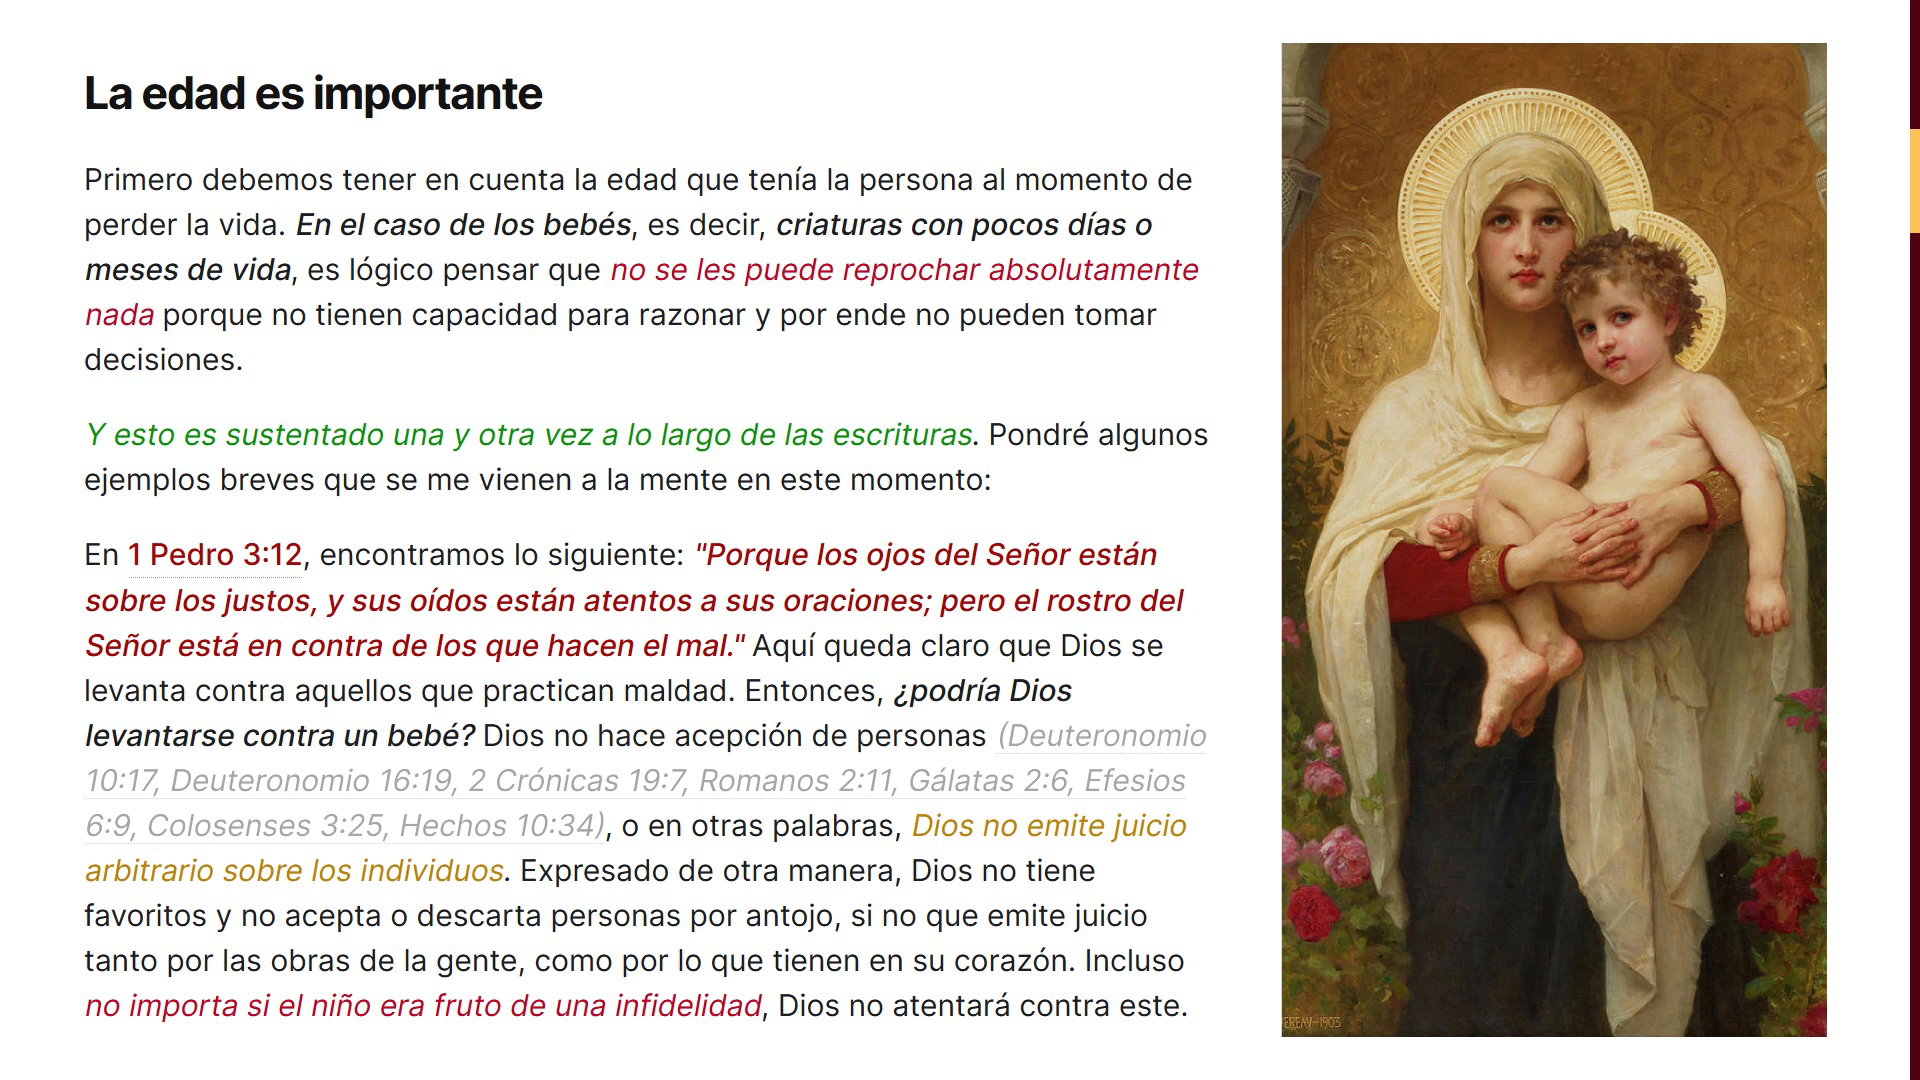 La edad es importante
Primero debemos tener en cuenta la edad que tenía la persona al momento de
perder la vida. En el caso de los bebés, es decir, criaturas con pocos días o
meses de vida, es lógico pensar que no se les puede reprochar absolutamente
nada porque no tienen capacidad para razonar y por ende no pueden tomar
decisiones.
Y esto es sustentado una y otra vez a lo largo de las escrituras. Pondré algunos
ejemplos breves que se me vienen a la mente en este momento:
En 1 Pedro 3:12, encontramos lo siguiente: "Porque los ojos del Señor están
sobre los justos, y sus oídos están atentos a sus oraciones; pero el rostro del
Señor está en contra de los que hacen el mal." Aquí queda claro que Dios se
levanta contra aquellos que practican maldad. Entonces, ¿podría Dios
levantarse contra un bebé? Dios no hace acepción de personas (Deuteronomio
10:17, Deuteronomio 16:19, 2 Crónicas 19:7, Romanos 2:11, Gálatas 2:6, Efesios
6:9, Colosenses 3:25, Hechos 10:34), o en otras palabras, Dios no emite juicio
arbitrario sobre los individuos. Expresado de otra manera, Dios no tiene
favoritos y no acepta o descarta personas por antojo, si no que emite juicio
tanto por las obras de la gente, como por lo que tienen en su corazón. Incluso
no importa si el niño era fruto de una infidelidad, Dios no atentará contra este.
EREAV-1903